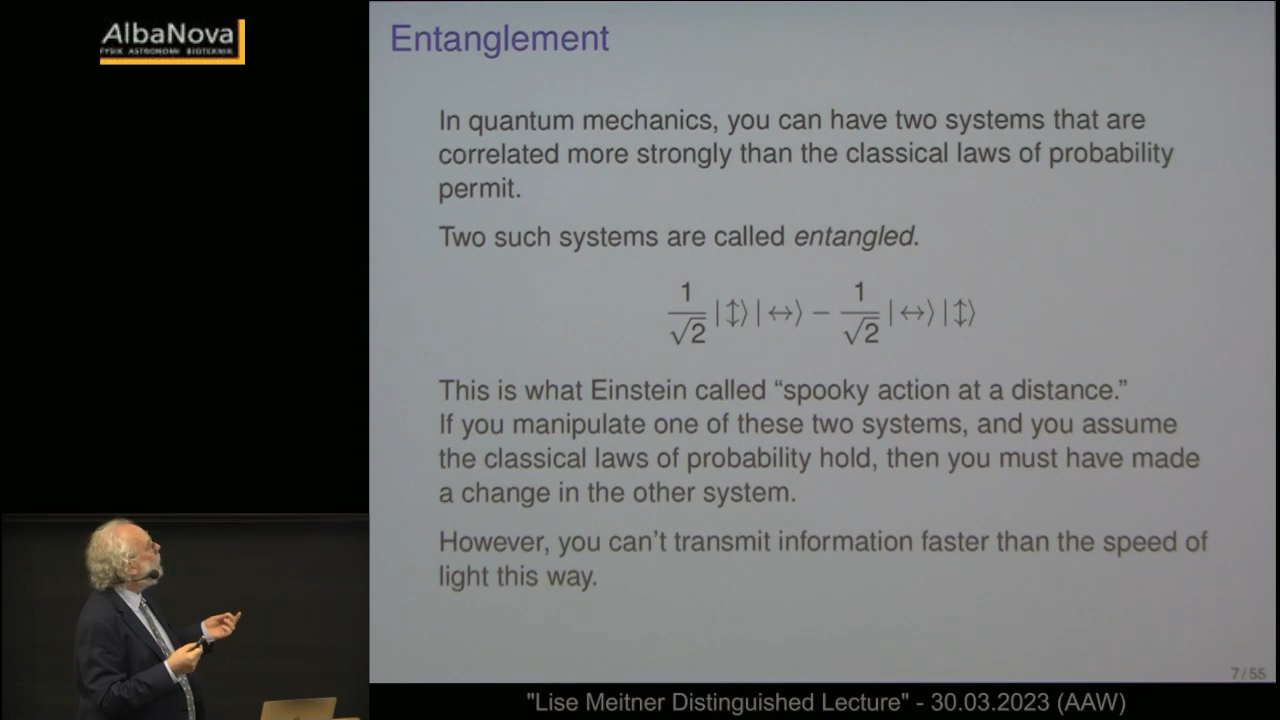 AlbaNova
FYSIK ASTRONOMI BIOTEKNIK
Entanglement
In quantum mechanics, you can have two systems that are
correlated more strongly than the classical laws of probability
permit.
Two such systems are called entangled.
1/√2 |↕⟩|↔⟩ − 1/√2 |↔⟩|↕⟩
This is what Einstein called “spooky action at a distance.”
If you manipulate one of these two systems, and you assume
the classical laws of probability hold, then you must have made
a change in the other system.
However, you can’t transmit information faster than the speed of
light this way.
7/55
"Lise Meitner Distinguished Lecture" - 30.03.2023 (AAW)